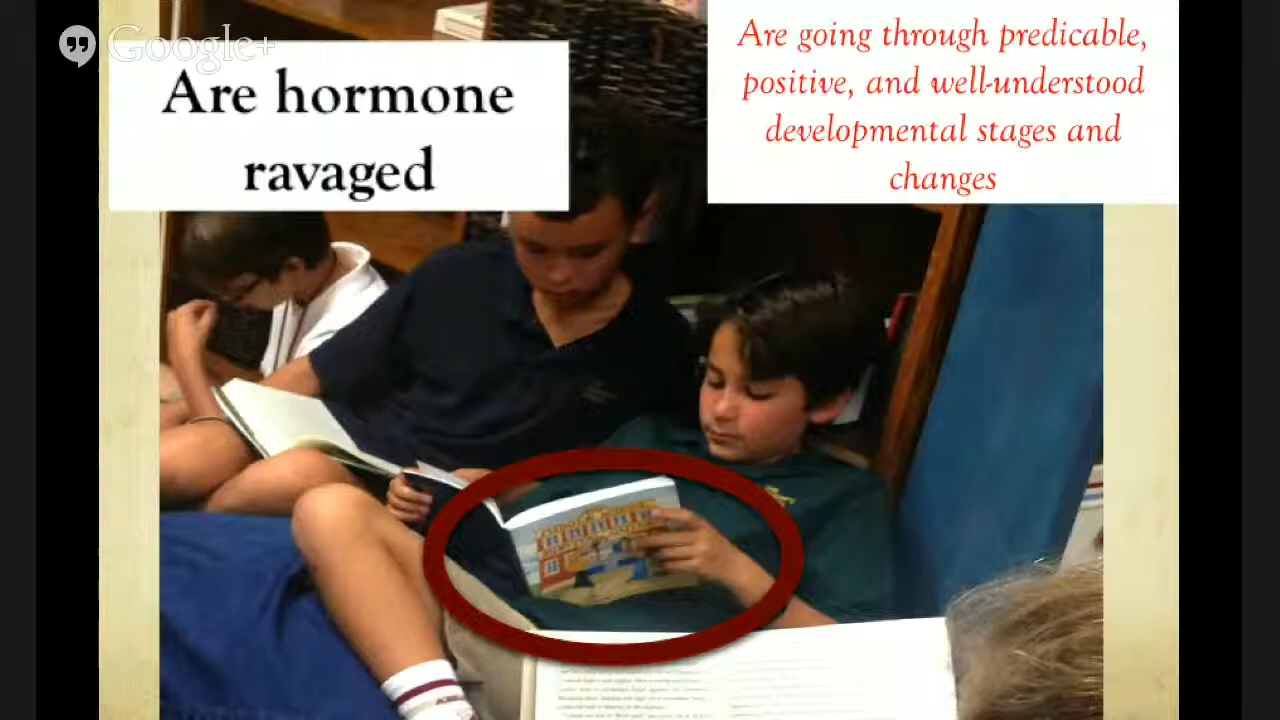 Google+
Are hormone
ravaged
Are going through predicable,
positive, and well-understood
developmental stages and
changes